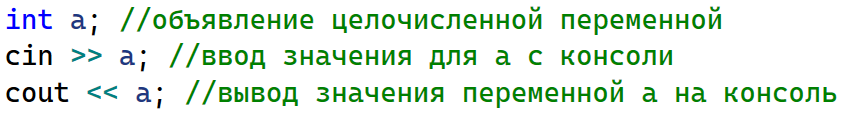 int a; //объявление целочисленной переменной
cin >> a; //ввод значения для a с консоли
cout << a; //вывод значения переменной a на консоль